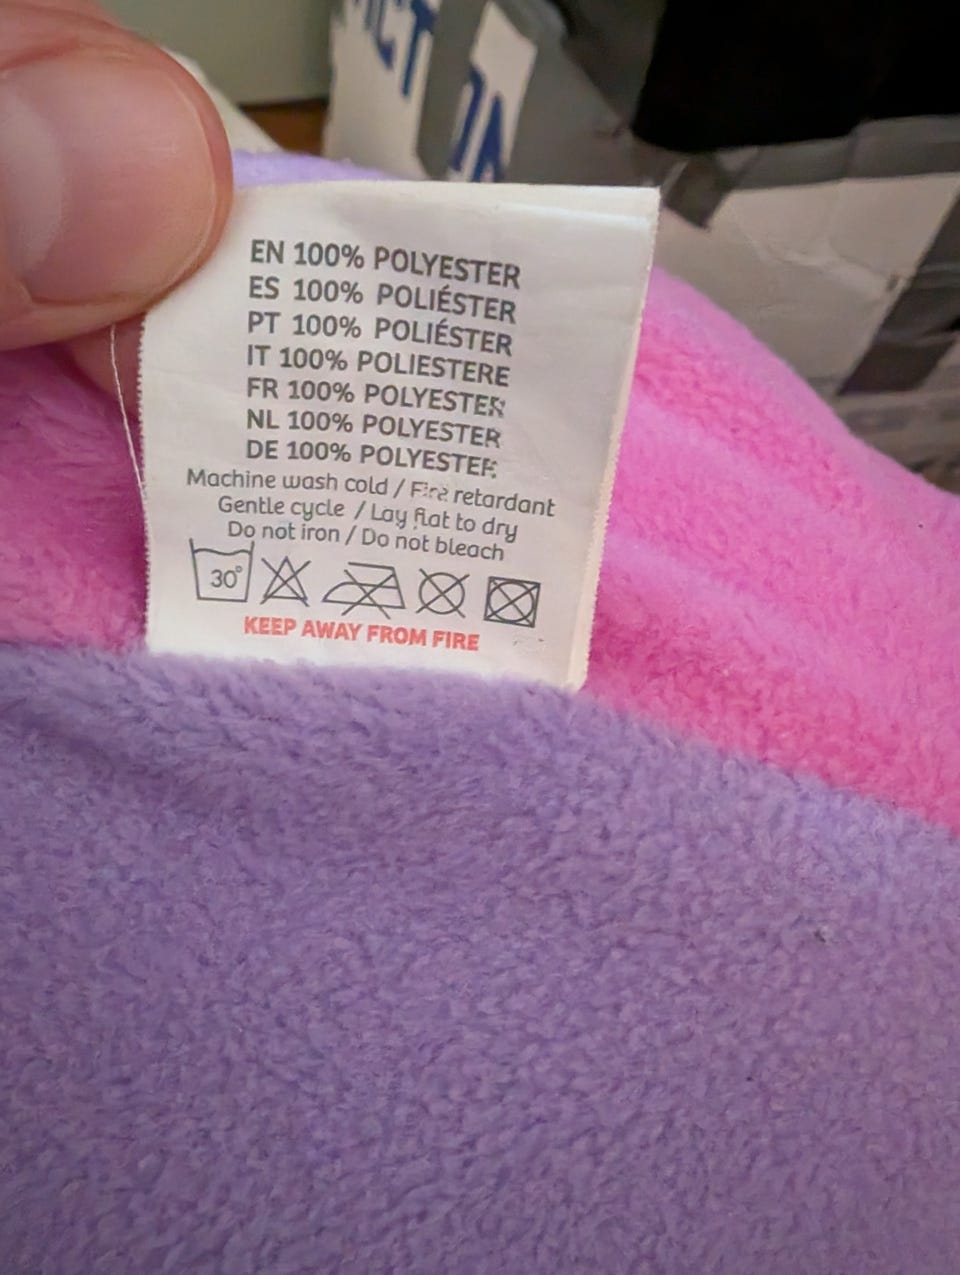 EN 100% POLYESTER
ES 100% POLIÉSTER
PT 100% POLIÉSTER
IT 100% POLIESTERE
FR 100% POLYESTER
NL 100% POLYESTER
DE 100% POLYESTER
Machine wash cold / Fire retardant
Gentle cycle / Lay flat to dry
Do not iron / Do not bleach
30°
KEEP AWAY FROM FIRE